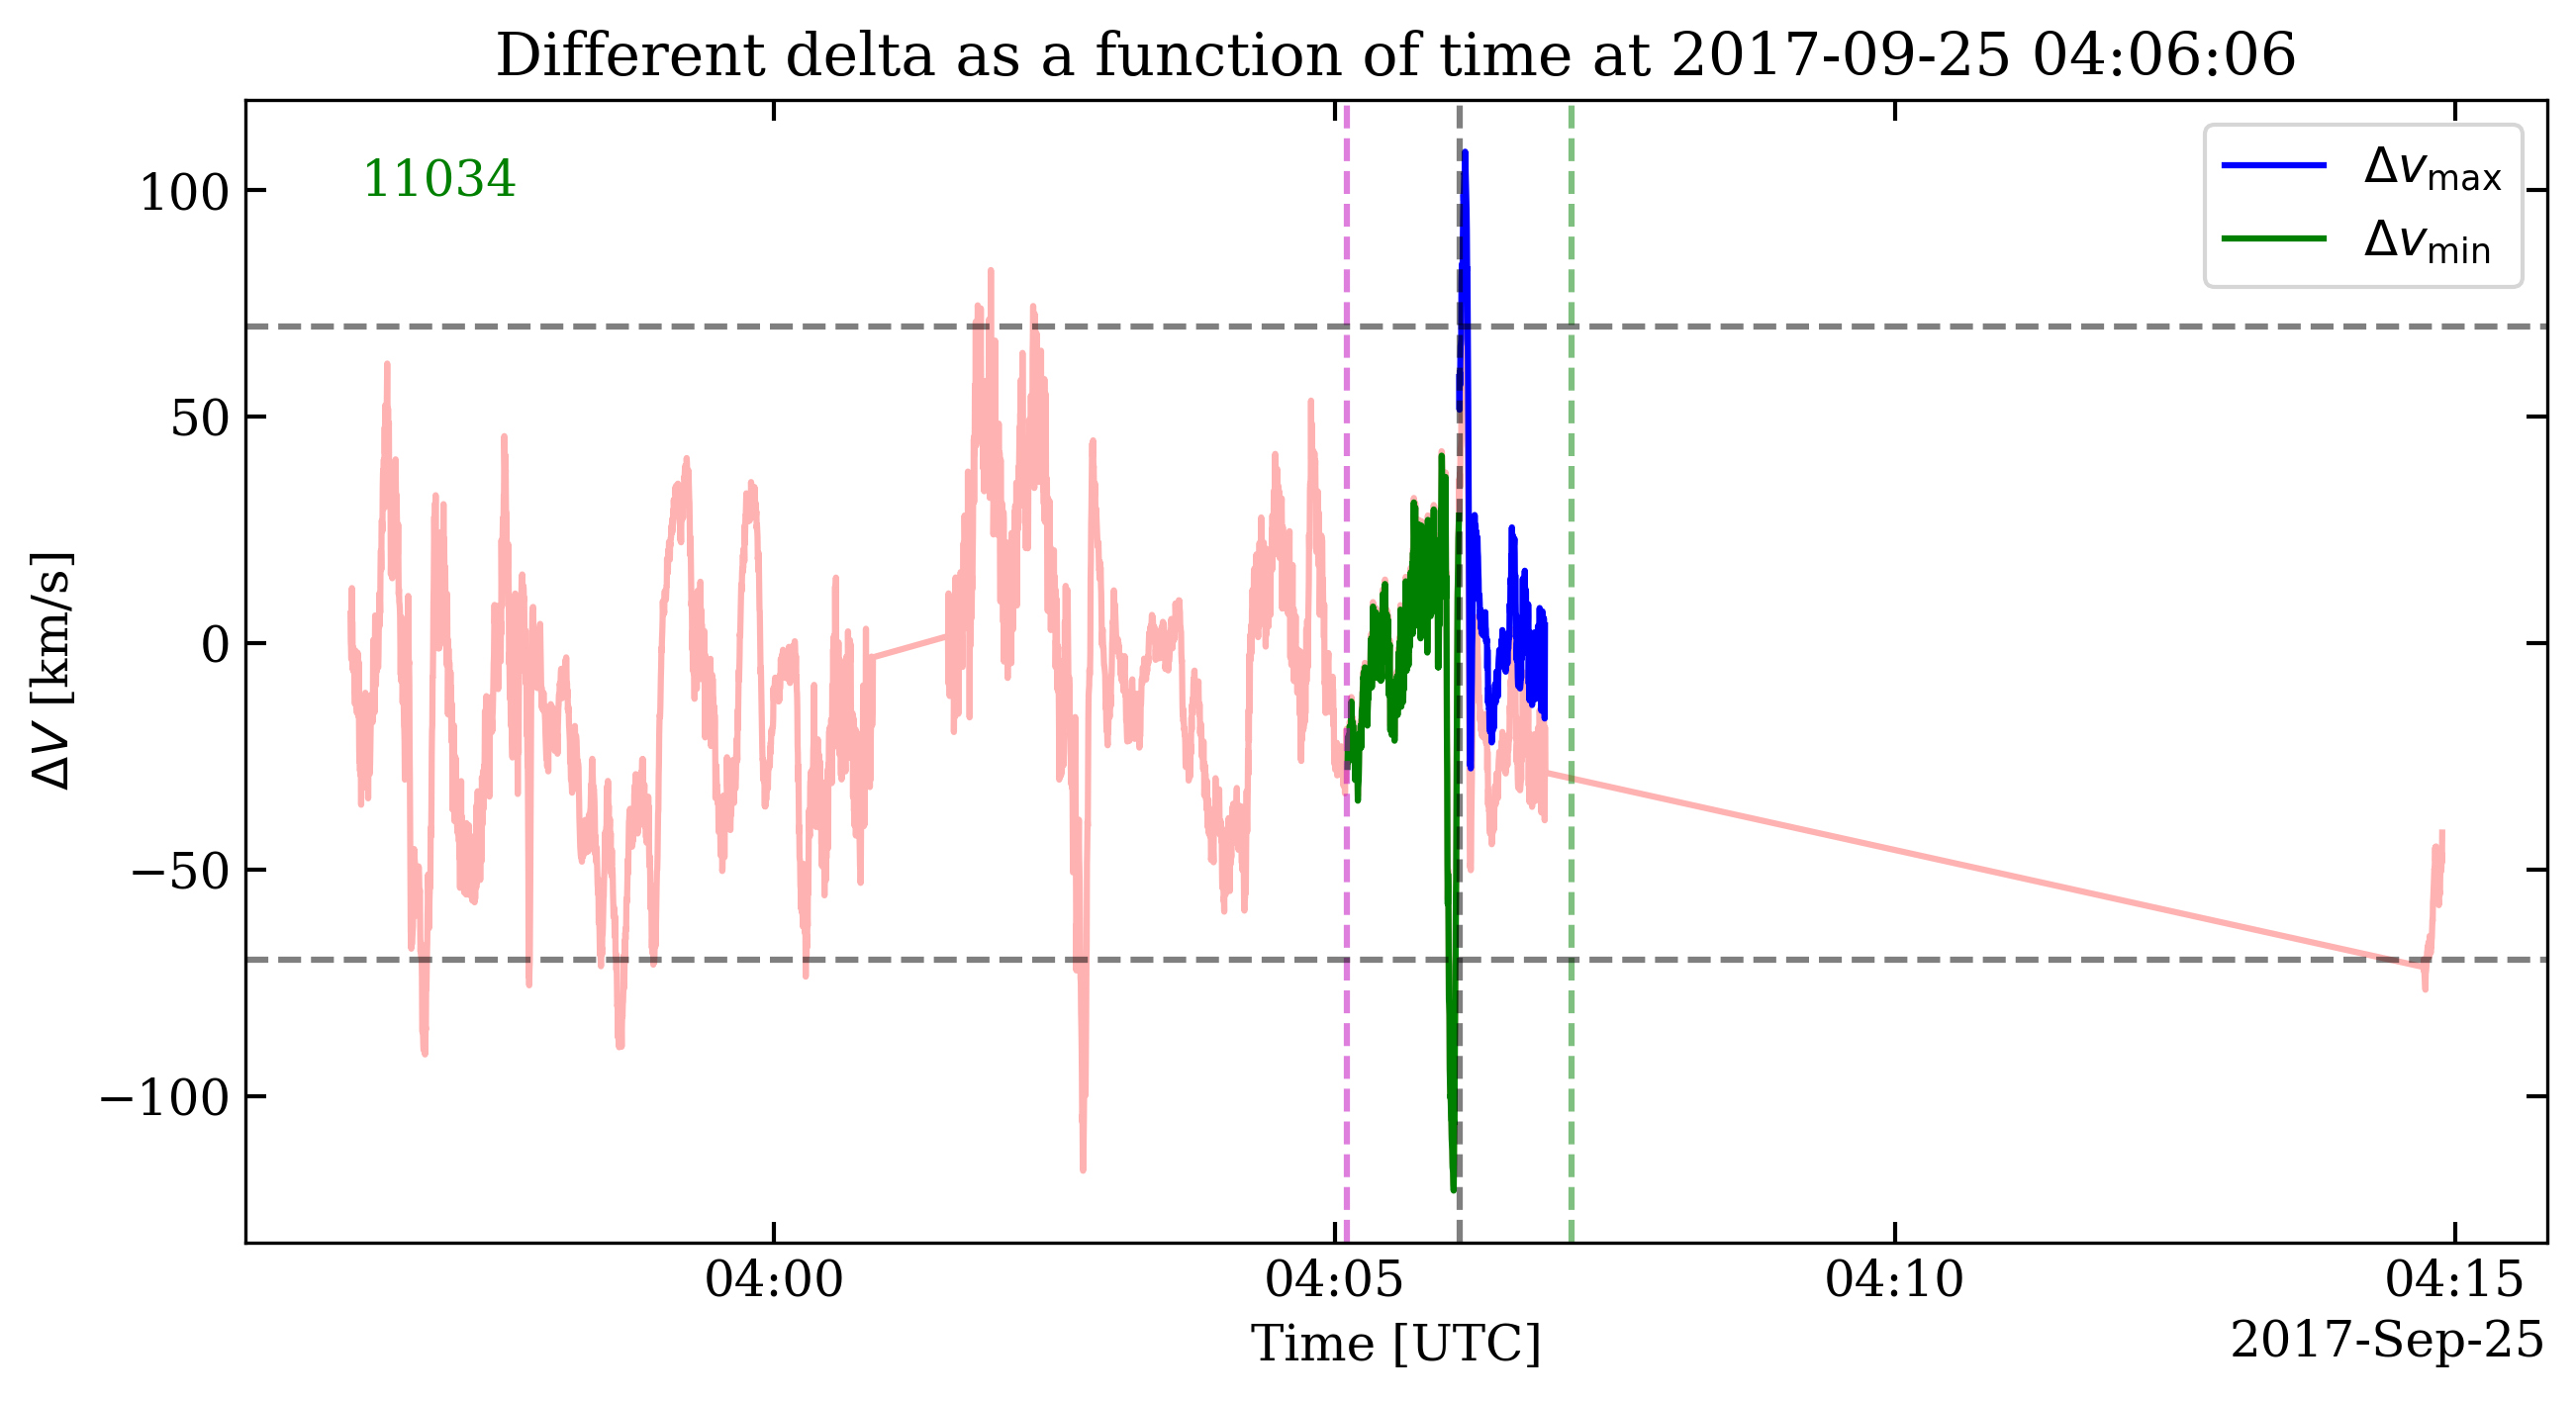 Different delta as a function of time at 2017-09-25 04:06:06
11034
Δv_max
Δv_min
100
50
0
−50
−100
ΔV [km/s]
04:00 04:05 04:10 04:15
Time [UTC]
2017-Sep-25